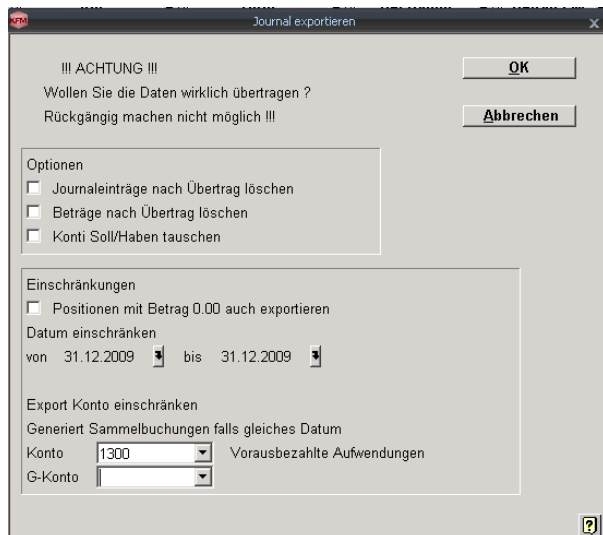 KFM Journal exportieren x
!!! ACHTUNG !!!
Wollen Sie die Daten wirklich übertragen ?
Rückgängig machen nicht möglich !!!
OK
Abbrechen
Optionen
Journaleinträge nach Übertrag löschen
Beträge nach Übertrag löschen
Konti Soll/Haben tauschen
Einschränkungen
Positionen mit Betrag 0.00 auch exportieren
Datum einschränken
von 31.12.2009 bis 31.12.2009
Export Konto einschränken
Generiert Sammelbuchungen falls gleiches Datum
Konto 1300 Vorausbezahlte Aufwendungen
G-Konto
?